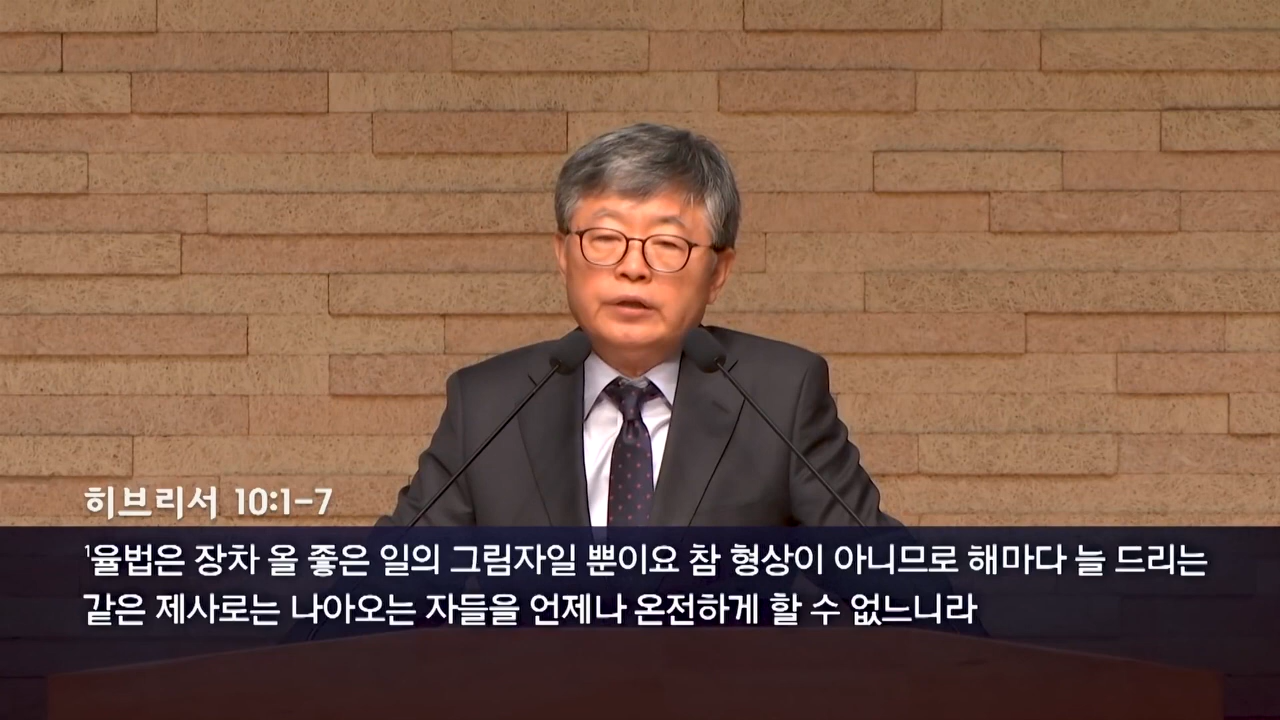 히브리서 10:1-7
¹율법은 장차 올 좋은 일의 그림자일 뿐이요 참 형상이 아니므로 해마다 늘 드리는
같은 제사로는 나아오는 자들을 언제나 온전하게 할 수 없느니라